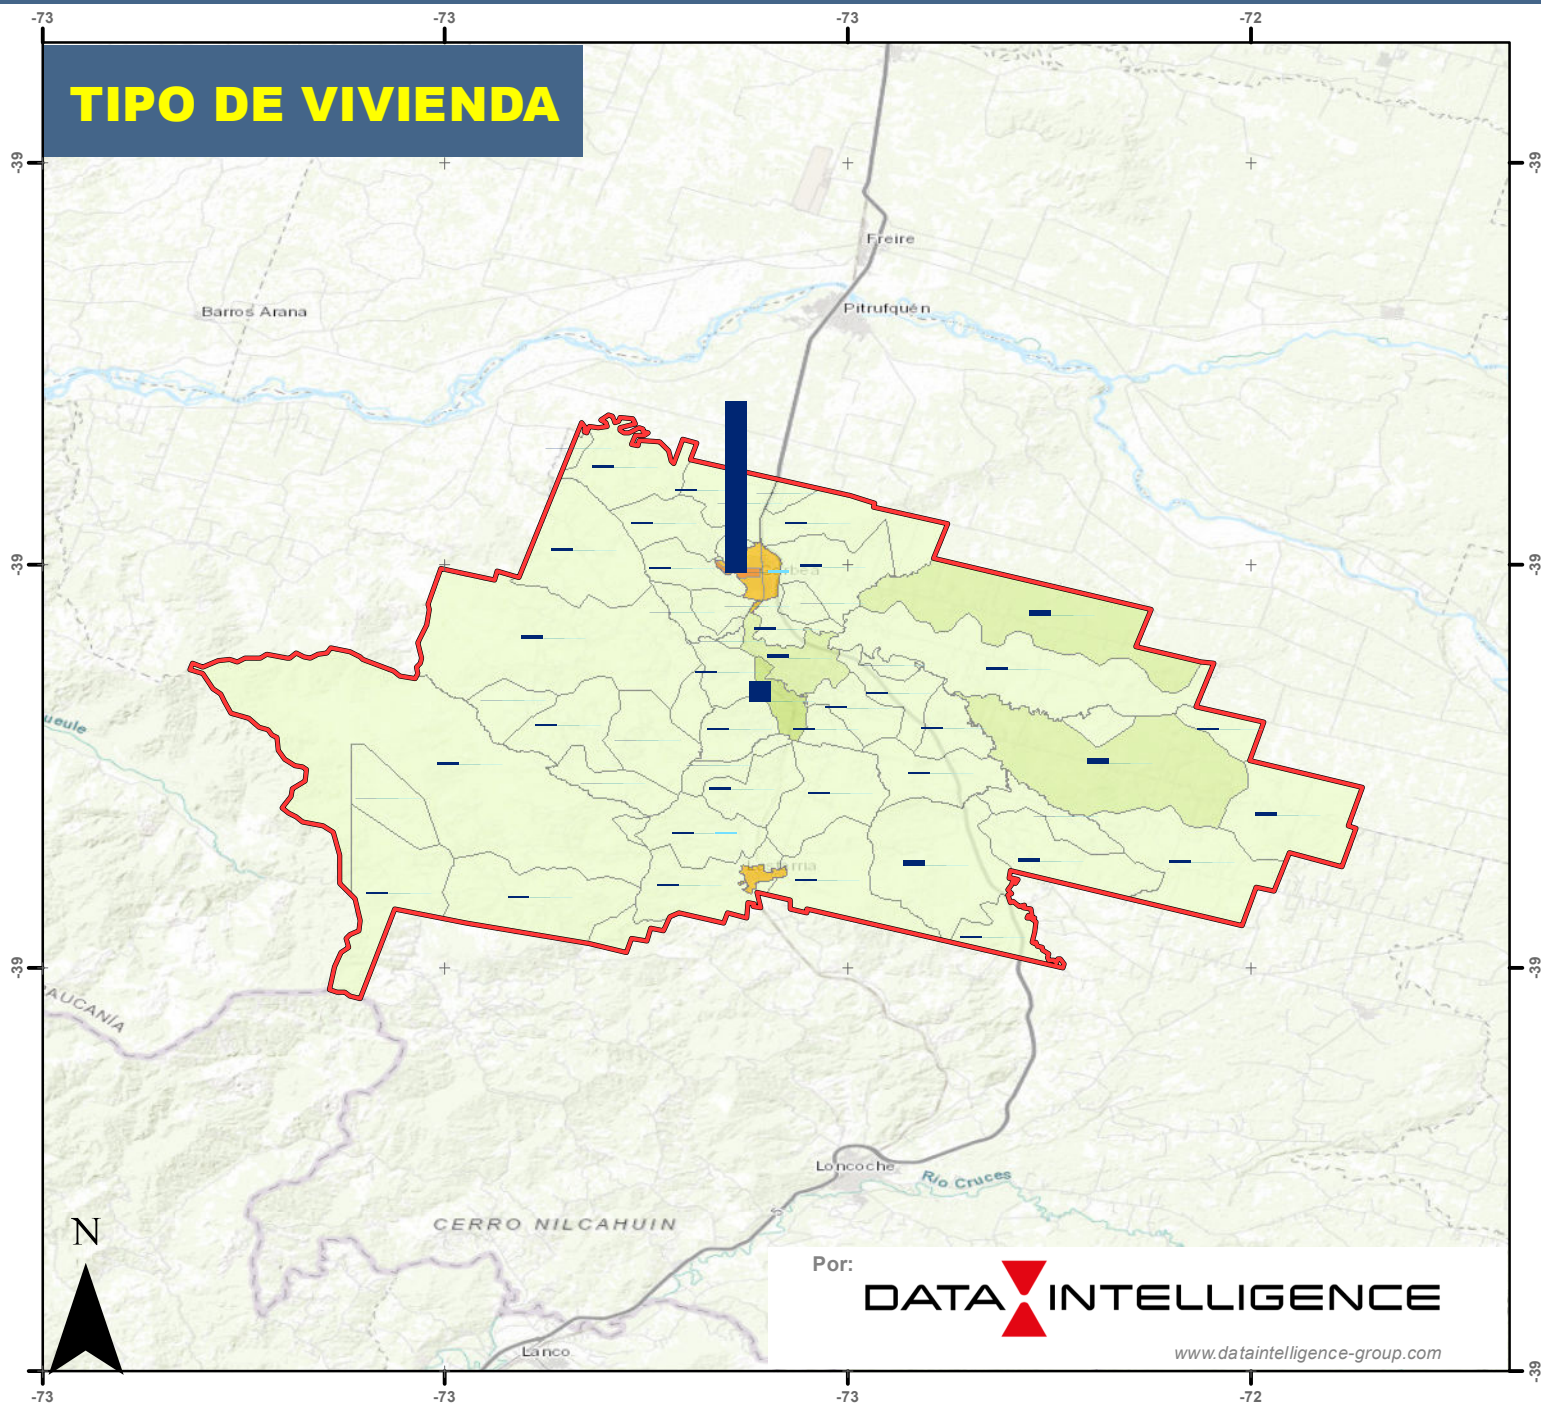 -73 -73 -73 -72
TIPO DE VIVIENDA
-39 -39
Freire
Barros Arana
Pitrufquén
-39 -39
ueule
-39 -39
AUCANÍA
Loncoche
Río Cruces
N
CERRO NILCAHUIN
5
Por:
DATA INTELLIGENCE
Lanco
www.dataintelligence-group.com
-39
-73 -73 -73 -72